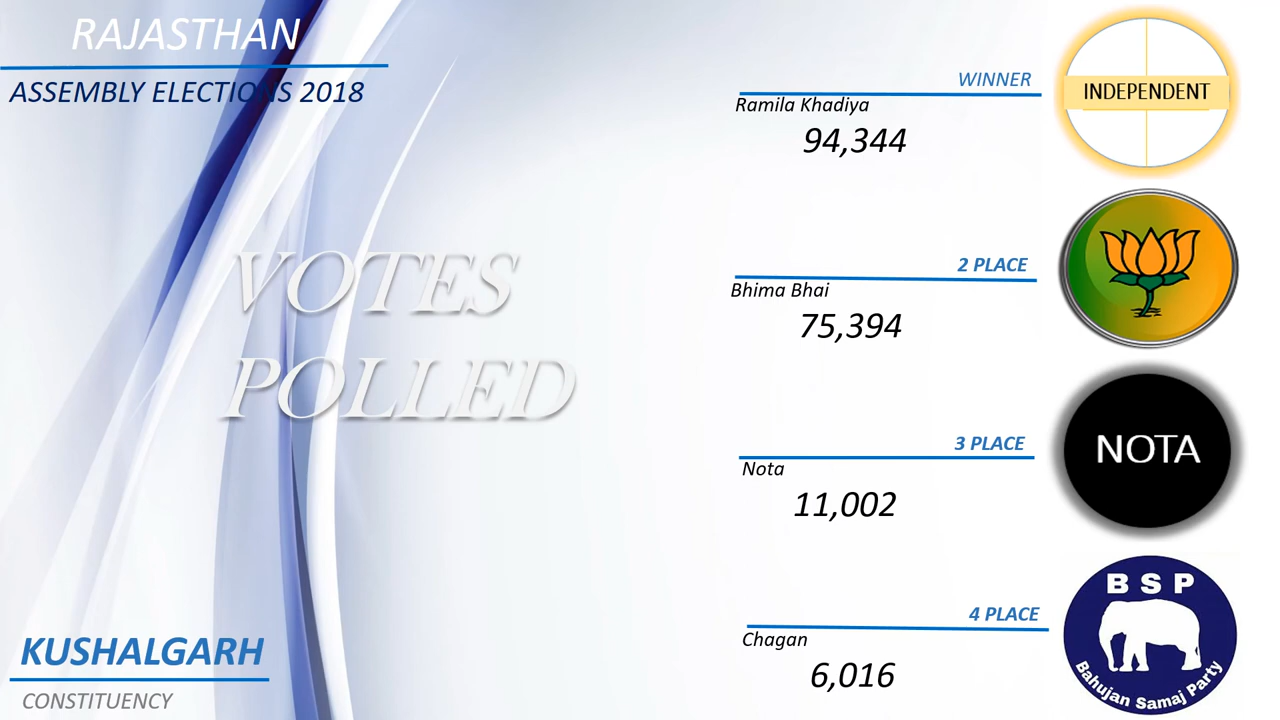 RAJASTHAN
ASSEMBLY ELECTIONS 2018
VOTES
POLLED
KUSHALGARH
CONSTITUENCY
WINNER
Ramila Khadiya
94,344
INDEPENDENT
2 PLACE
Bhima Bhai
75,394
3 PLACE
Nota
11,002
NOTA
4 PLACE
Chagan
6,016
BSP
Bahujan Samaj Party